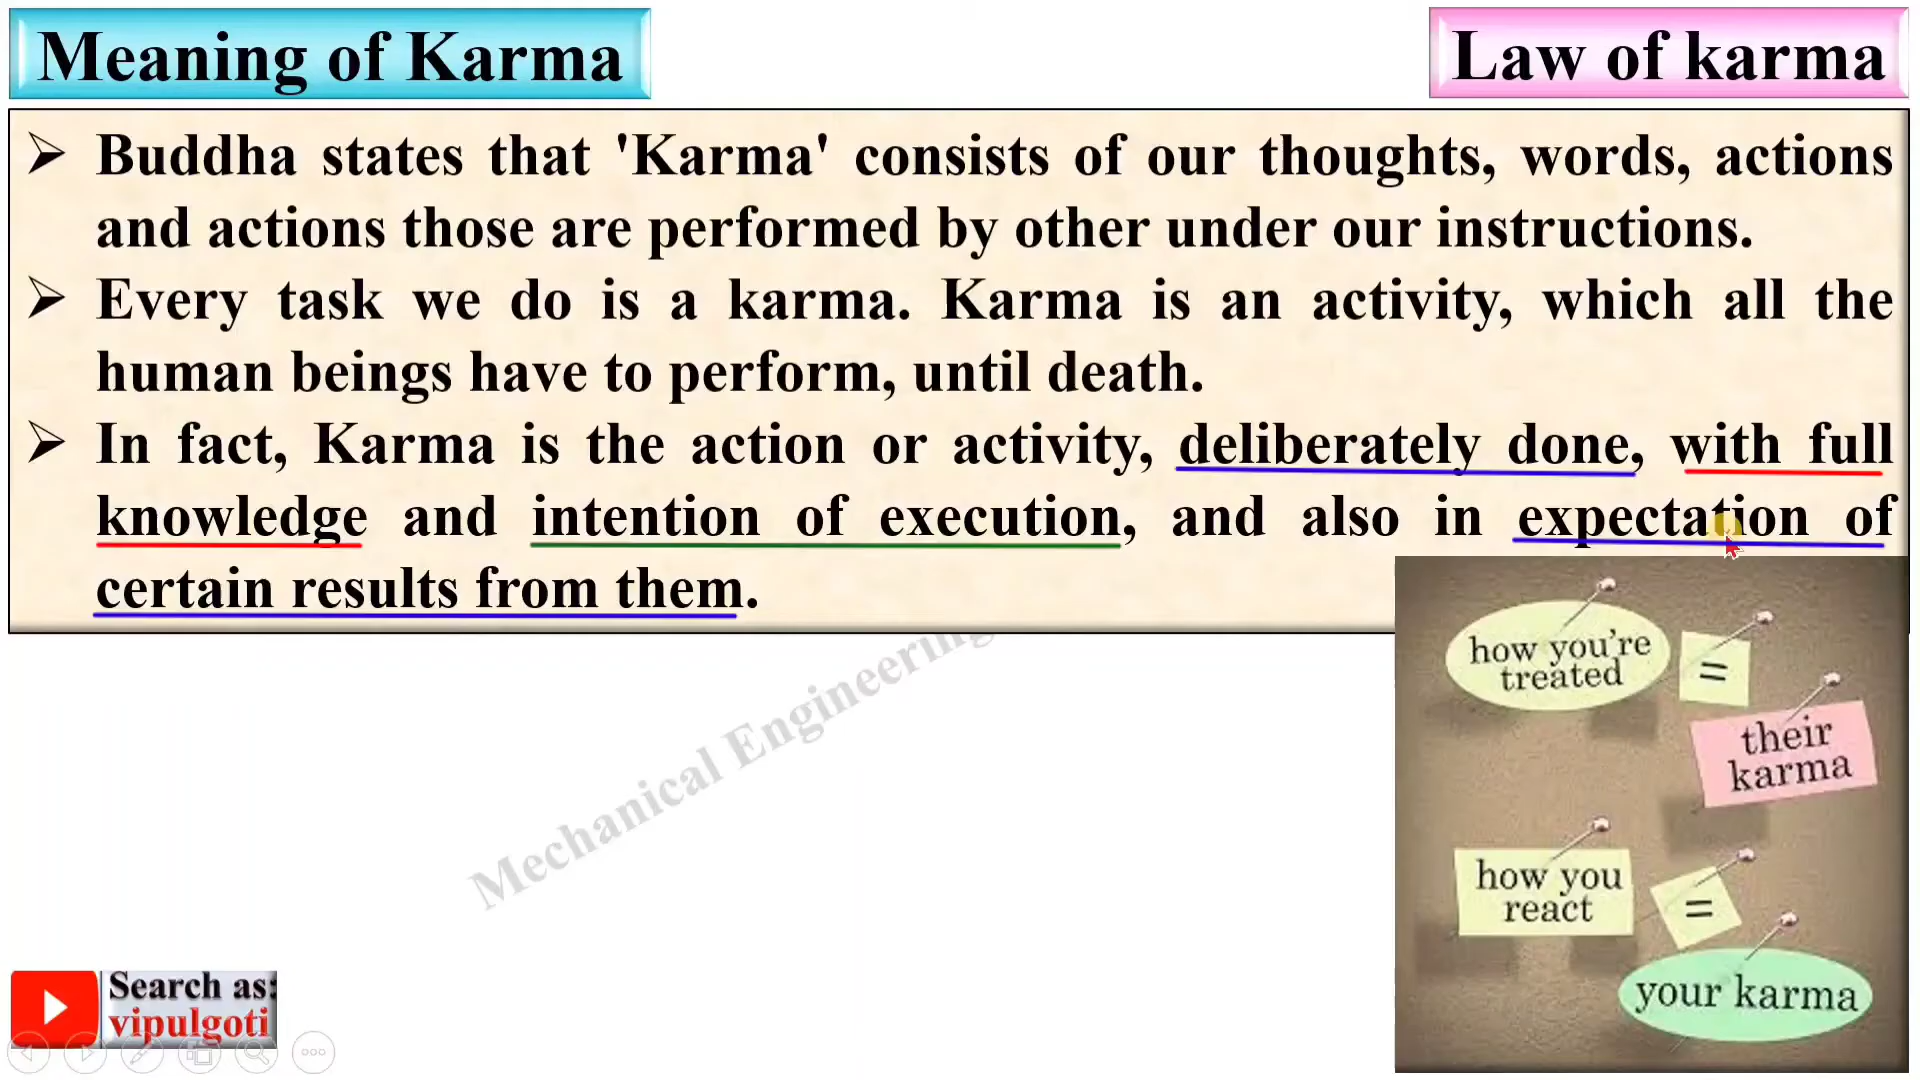 Meaning of Karma
Law of karma
➢ Buddha states that 'Karma' consists of our thoughts, words, actions
and actions those are performed by other under our instructions.
➢ Every task we do is a karma. Karma is an activity, which all the
human beings have to perform, until death.
➢ In fact, Karma is the action or activity, deliberately done, with full
knowledge and intention of execution, and also in expectation of
certain results from them.
how you're
treated
=
their
karma
how you
react
=
your karma
Mechanical Engineering
Search as:
vipulgoti